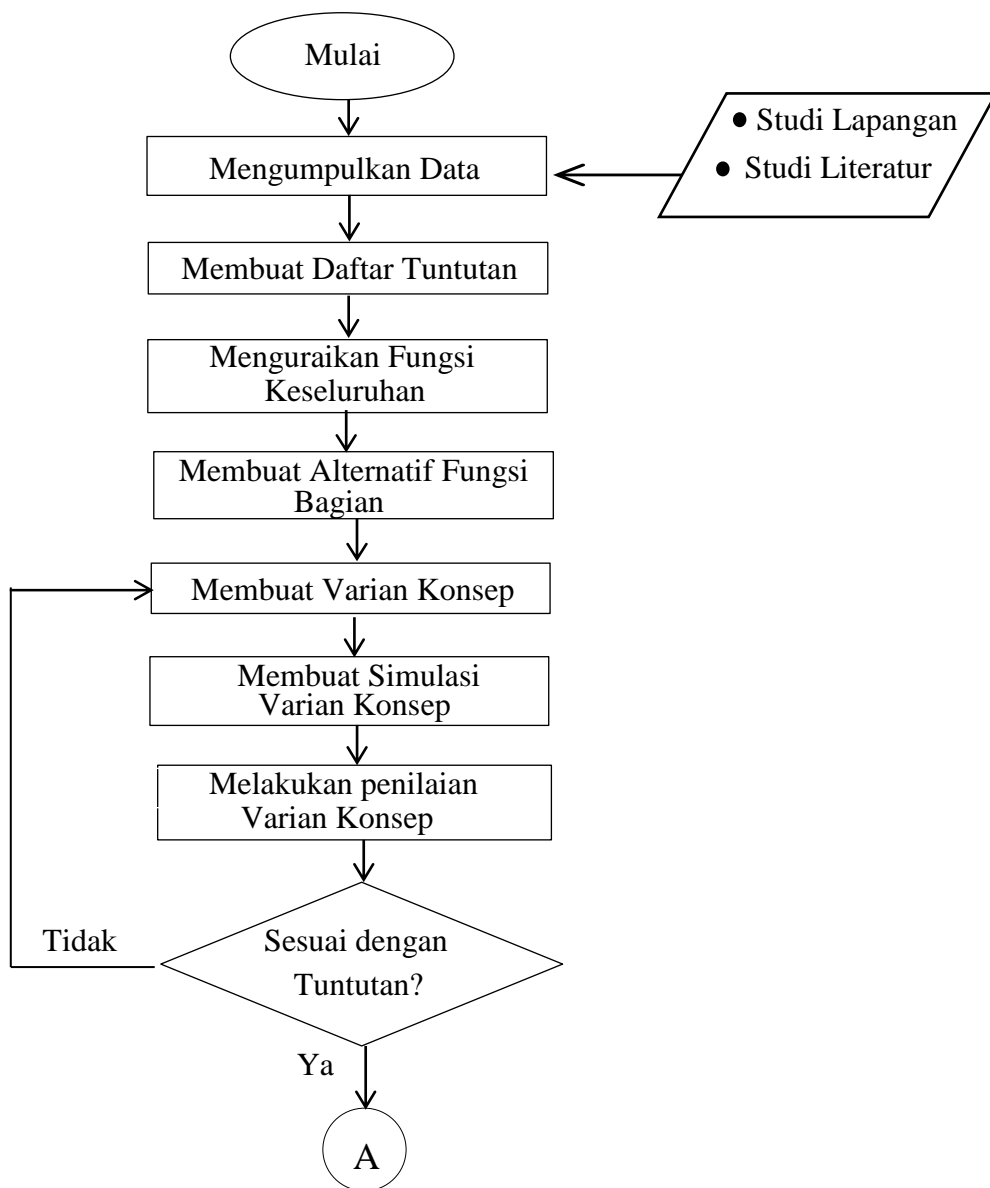 Mulai
● Studi Lapangan
● Studi Literatur
Mengumpulkan Data
Membuat Daftar Tuntutan
Menguraikan Fungsi
Keseluruhan
Membuat Alternatif Fungsi
Bagian
Membuat Varian Konsep
Membuat Simulasi
Varian Konsep
Melakukan penilaian
Varian Konsep
Sesuai dengan
Tuntutan?
Tidak
Ya
A